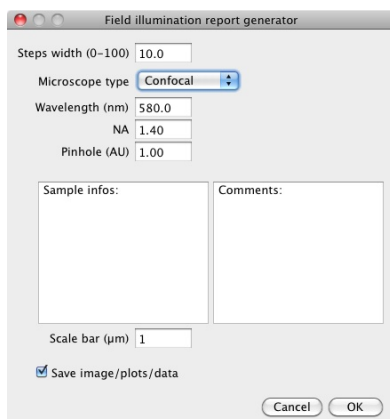 Field illumination report generator
Steps width (0-100) 10.0
Microscope type Confocal
Wavelength (nm) 580.0
NA 1.40
Pinhole (AU) 1.00
Sample infos: Comments:
Scale bar (µm) 1
Save image/plots/data
Cancel OK